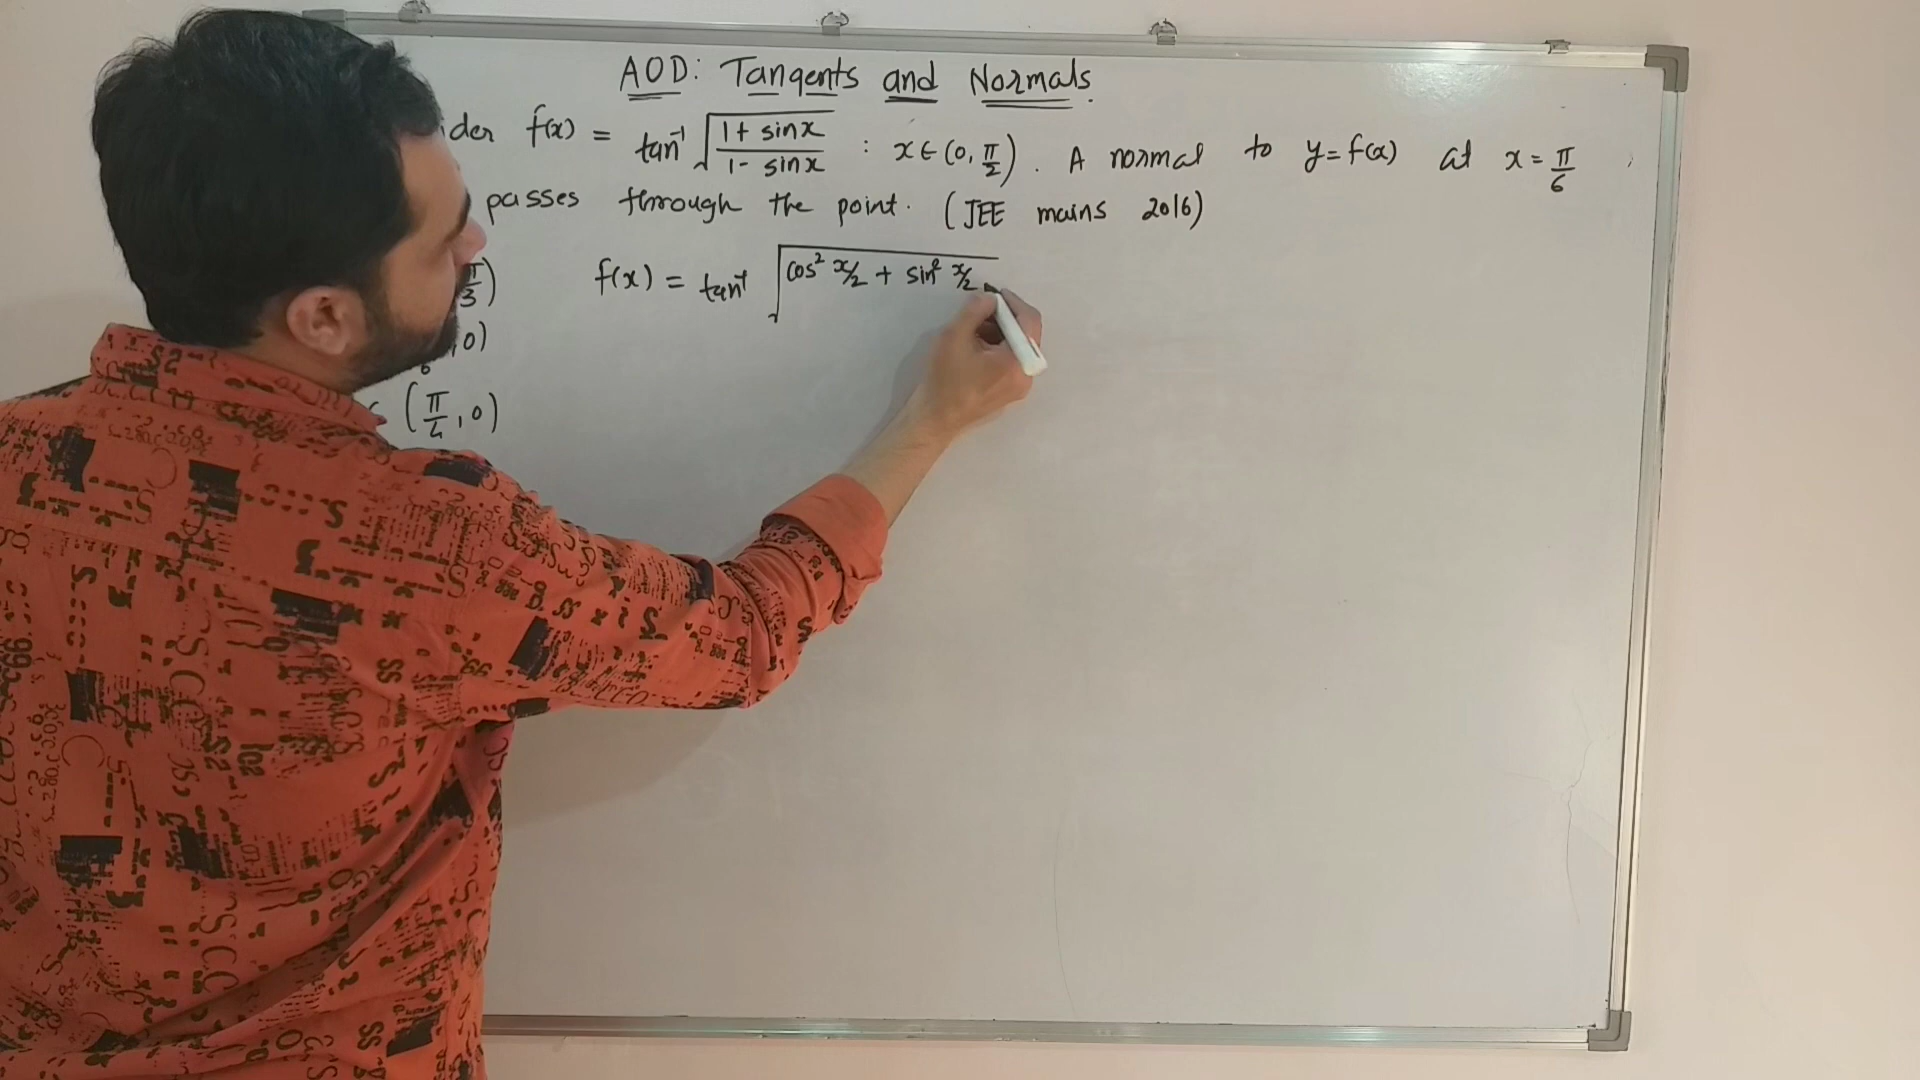 AOD: Tangents and Normals.
der f(x) = tan⁻¹ √((1 + sinx)/(1 - sinx)) : x ∈ (0, π/2). A normal to y = f(x) at x = π/6
passes through the point. (JEE mains 2016)
f(x) = tan⁻¹ √(cos² x/2 + sin² x/2
π/3)
, 0)
(π/4, 0)